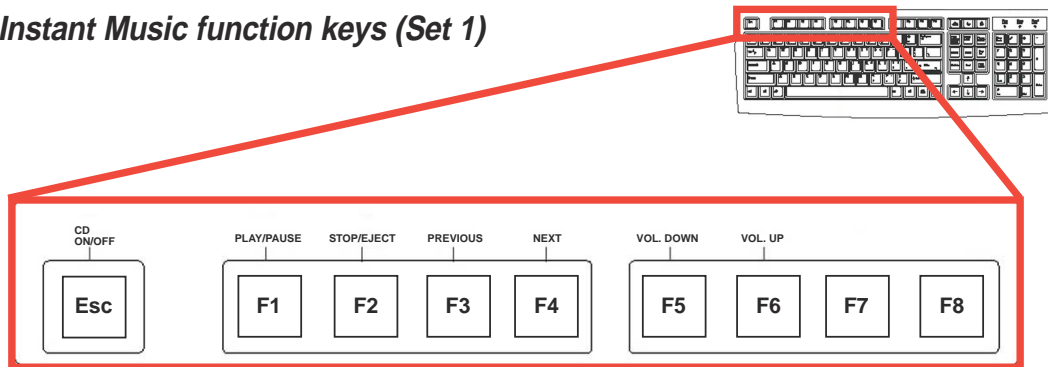 Instant Music function keys (Set 1)
CD
ON/OFF
PLAY/PAUSE STOP/EJECT PREVIOUS NEXT VOL. DOWN VOL. UP
Esc F1 F2 F3 F4 F5 F6 F7 F8